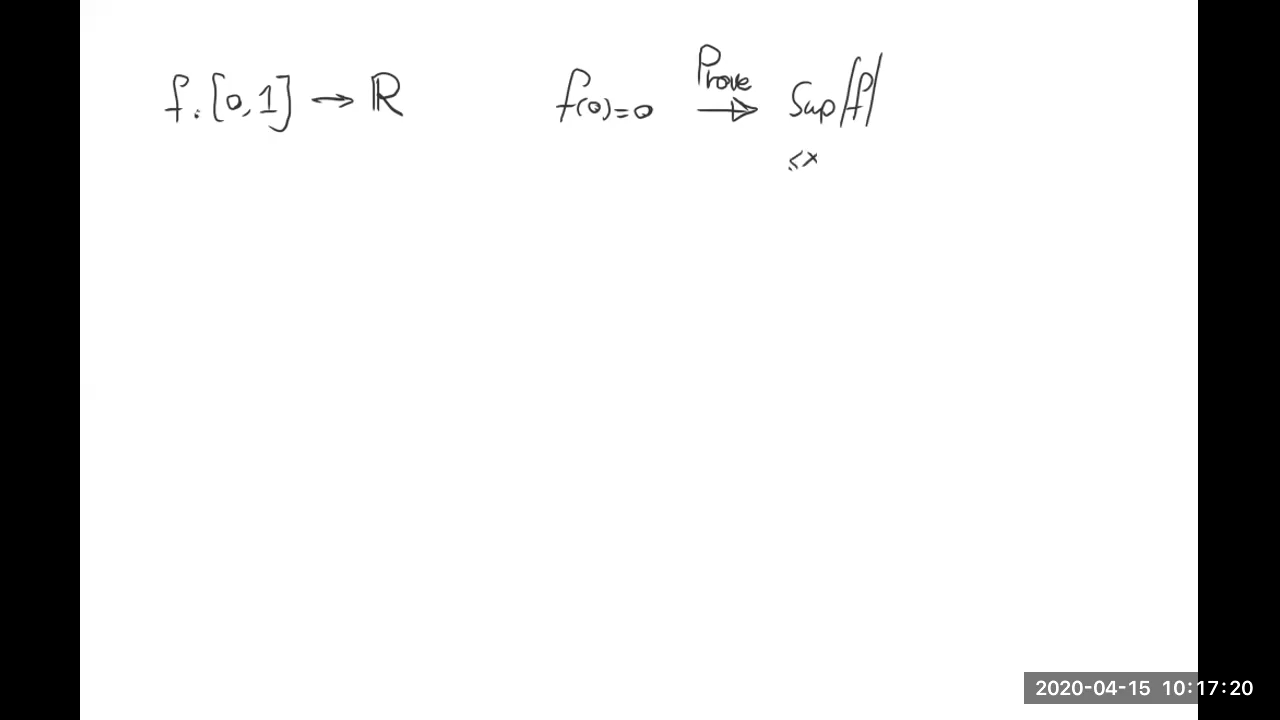 f: [0,1] → ℝ f(0)=0 Prove → Sup|f|
≤x
2020-04-15 10:17:20